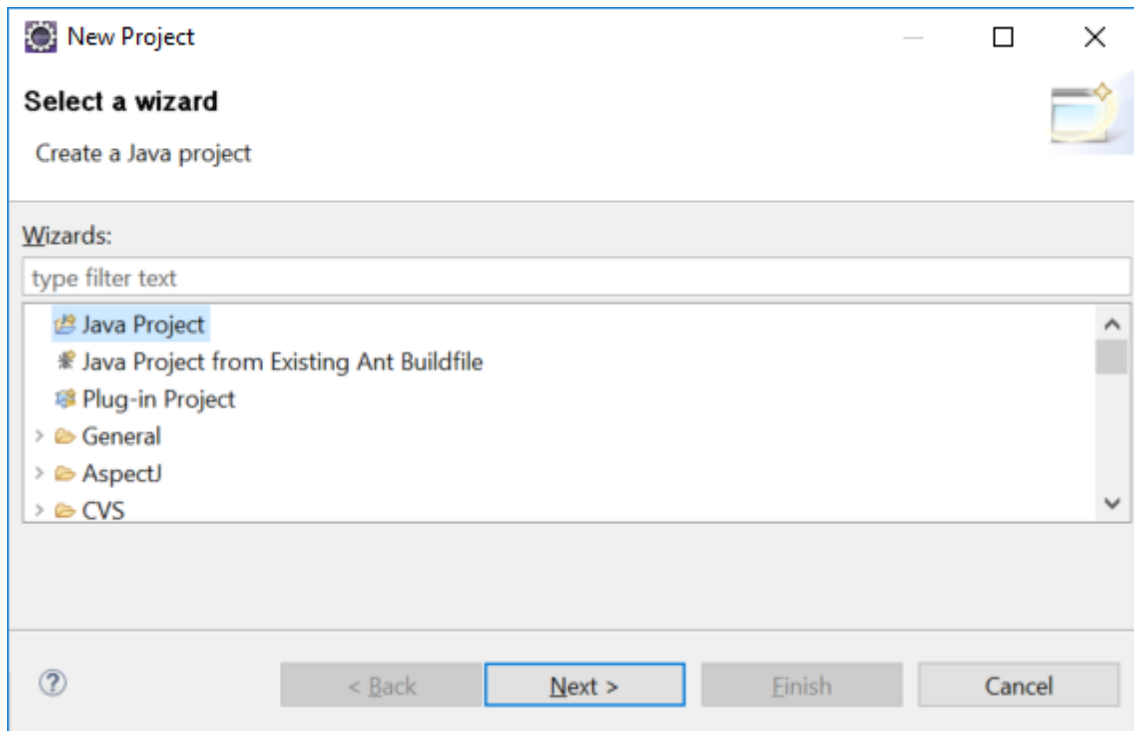 New Project
Select a wizard
Create a Java project
Wizards:
type filter text
Java Project
Java Project from Existing Ant Buildfile
Plug-in Project
General
AspectJ
CVS
?
< Back Next > Finish Cancel